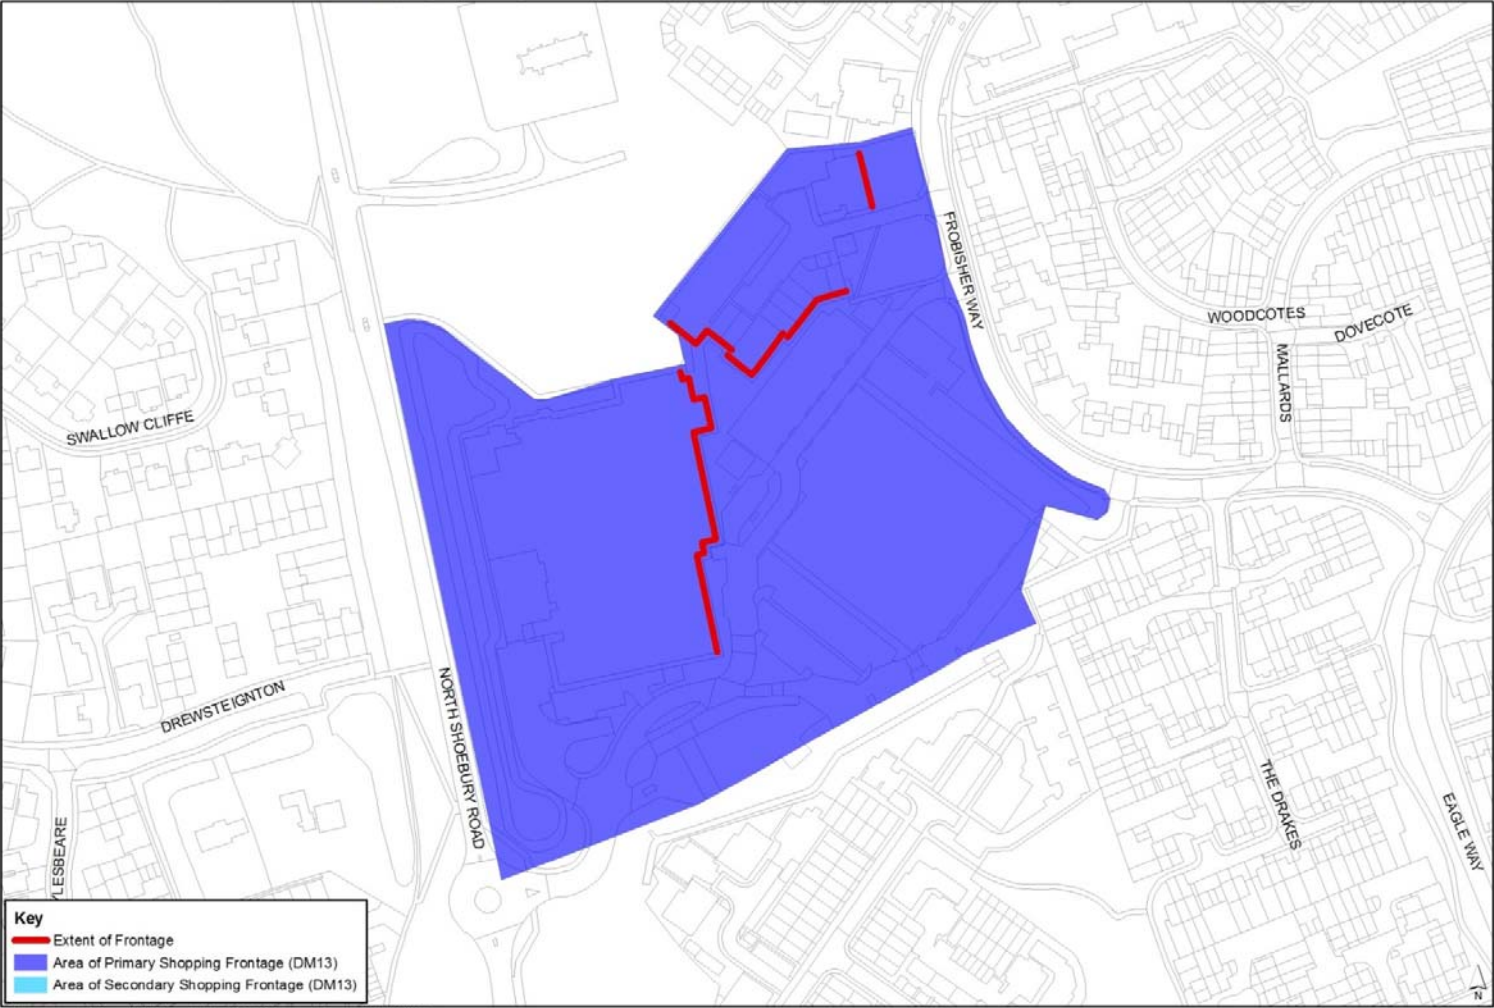 FROBISHER WAY
WOODCOTES
DOVECOTE
MALLARDS
SWALLOW CLIFFE
DREWSTEIGNTON
NORTH SHOEBURY ROAD
THE DRAKES
EAGLE WAY
YLESBEARE
Key
Extent of Frontage
Area of Primary Shopping Frontage (DM13)
Area of Secondary Shopping Frontage (DM13)
N